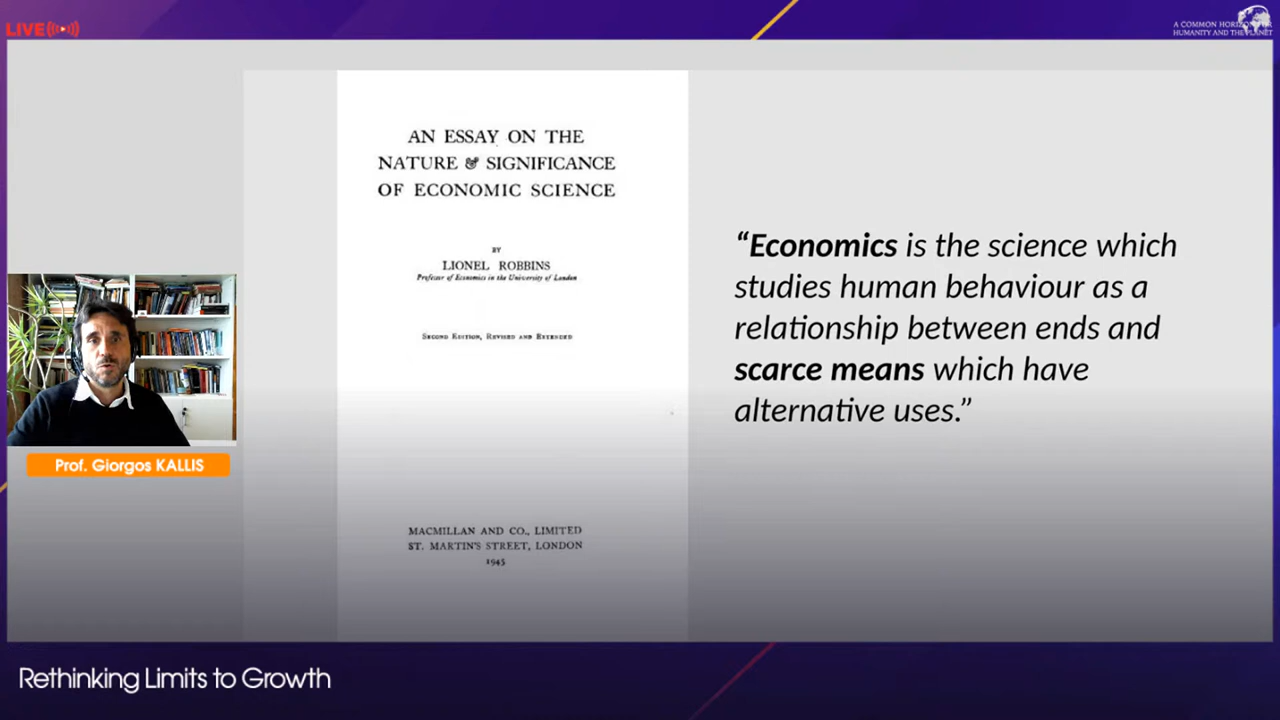 LIVE
A COMMON HORIZON FOR
HUMANITY AND THE PLANET
AN ESSAY ON THE
NATURE & SIGNIFICANCE
OF ECONOMIC SCIENCE
BY
LIONEL ROBBINS
Professor of Economics in the University of London
SECOND EDITION, REVISED AND EXTENDED
MACMILLAN AND CO., LIMITED
ST. MARTIN'S STREET, LONDON
1945
“Economics is the science which
studies human behaviour as a
relationship between ends and
scarce means which have
alternative uses.”
Prof. Giorgos KALLIS
Rethinking Limits to Growth